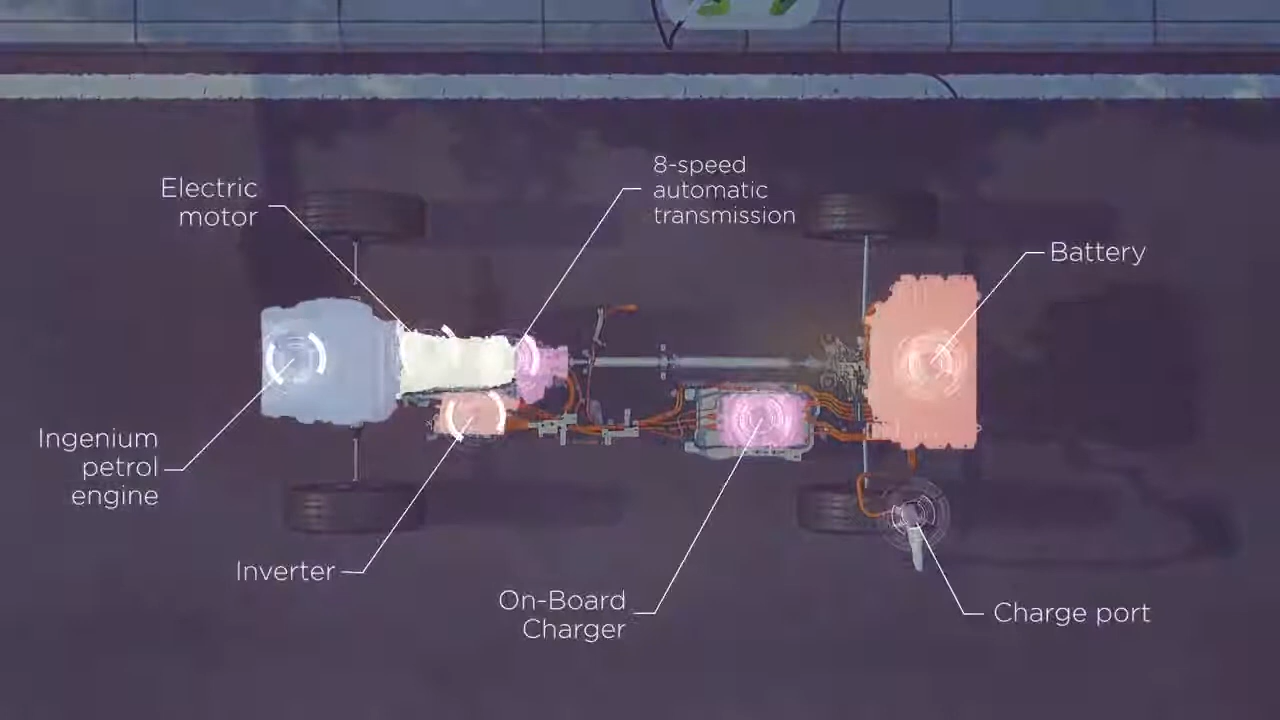 8-speed
automatic
transmission
Electric
motor
Battery
Ingenium
petrol
engine
Inverter
On-Board
Charger
Charge port